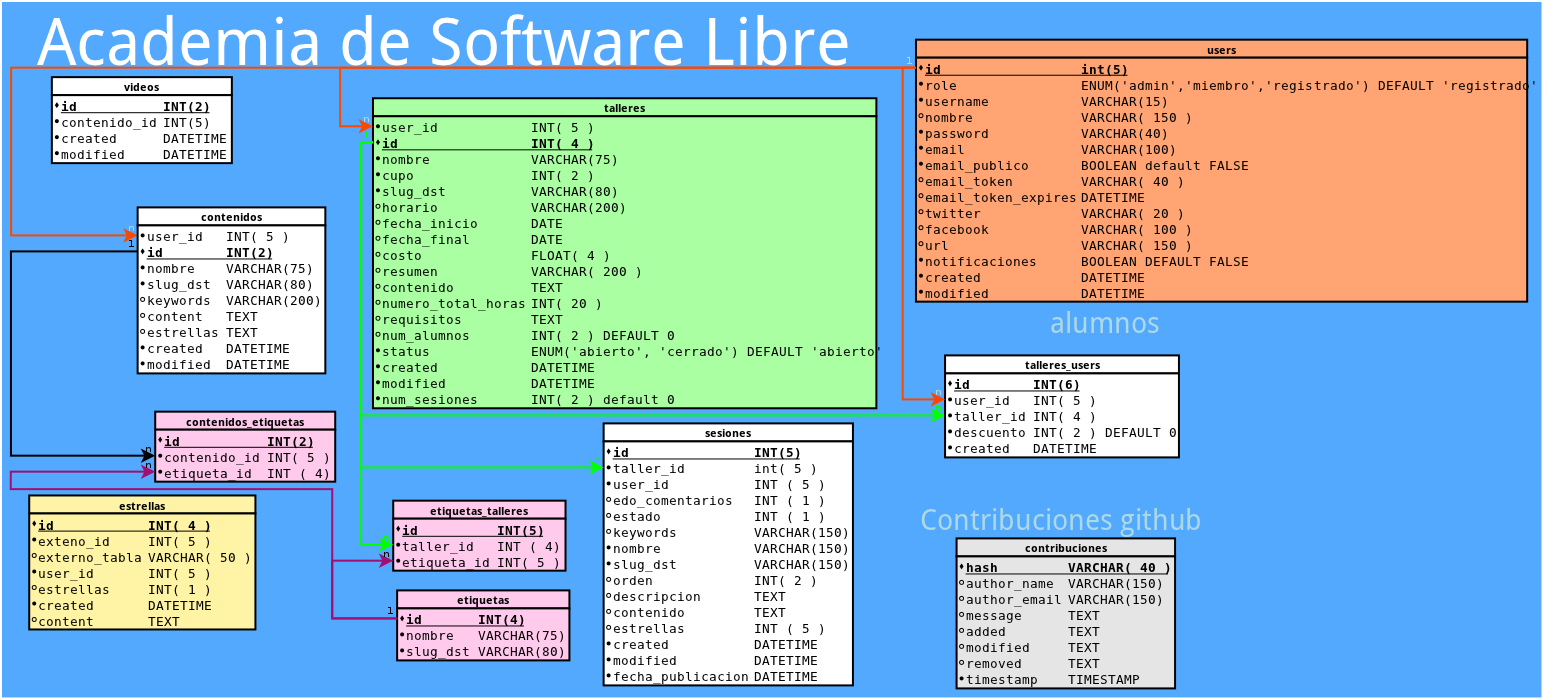 Academia de Software Libre
videos
id INT(2)
contenido_id INT(5)
created DATETIME
modified DATETIME
contenidos
user_id INT( 5 )
id INT(2)
nombre VARCHAR(75)
slug_dst VARCHAR(80)
keywords VARCHAR(200)
content TEXT
estrellas TEXT
created DATETIME
modified DATETIME
contenidos_etiquetas
id INT(2)
contenido_id INT( 5 )
etiqueta_id INT ( 4)
estrellas
id INT( 4 )
exteno_id INT( 5 )
externo_tabla VARCHAR( 50 )
user_id INT( 5 )
estrellas INT( 1 )
created DATETIME
content TEXT
talleres
user_id INT( 5 )
id INT( 4 )
nombre VARCHAR(75)
cupo INT( 2 )
slug_dst VARCHAR(80)
horario VARCHAR(200)
fecha_inicio DATE
fecha_final DATE
costo FLOAT( 4 )
resumen VARCHAR( 200 )
contenido TEXT
numero_total_horas INT( 20 )
requisitos TEXT
num_alumnos INT( 2 ) DEFAULT 0
status ENUM('abierto', 'cerrado') DEFAULT 'abierto'
created DATETIME
modified DATETIME
num_sesiones INT( 2 ) default 0
etiquetas_talleres
id INT(5)
taller_id INT ( 4)
etiqueta_id INT( 5 )
etiquetas
id INT(4)
nombre VARCHAR(75)
slug_dst VARCHAR(80)
sesiones
id INT(5)
taller_id int( 5 )
user_id INT ( 5 )
edo_comentarios INT ( 1 )
estado INT ( 1 )
keywords VARCHAR(150)
nombre VARCHAR(150)
slug_dst VARCHAR(150)
orden INT( 2 )
descripcion TEXT
contenido TEXT
estrellas INT ( 5 )
created DATETIME
modified DATETIME
fecha_publicacion DATETIME
users
id int(5)
role ENUM('admin','miembro','registrado') DEFAULT 'registrado'
username VARCHAR(15)
nombre VARCHAR( 150 )
password VARCHAR(40)
email VARCHAR(100)
email_publico BOOLEAN default FALSE
email_token VARCHAR( 40 )
email_token_expires DATETIME
twitter VARCHAR( 20 )
facebook VARCHAR( 100 )
url VARCHAR( 150 )
notificaciones BOOLEAN DEFAULT FALSE
created DATETIME
modified DATETIME
alumnos
talleres_users
id INT(6)
user_id INT( 5 )
taller_id INT( 4 )
descuento INT( 2 ) DEFAULT 0
created DATETIME
Contribuciones github
contribuciones
hash VARCHAR( 40 )
author_name VARCHAR(150)
author_email VARCHAR(150)
message TEXT
added TEXT
modified TEXT
removed TEXT
timestamp TIMESTAMP